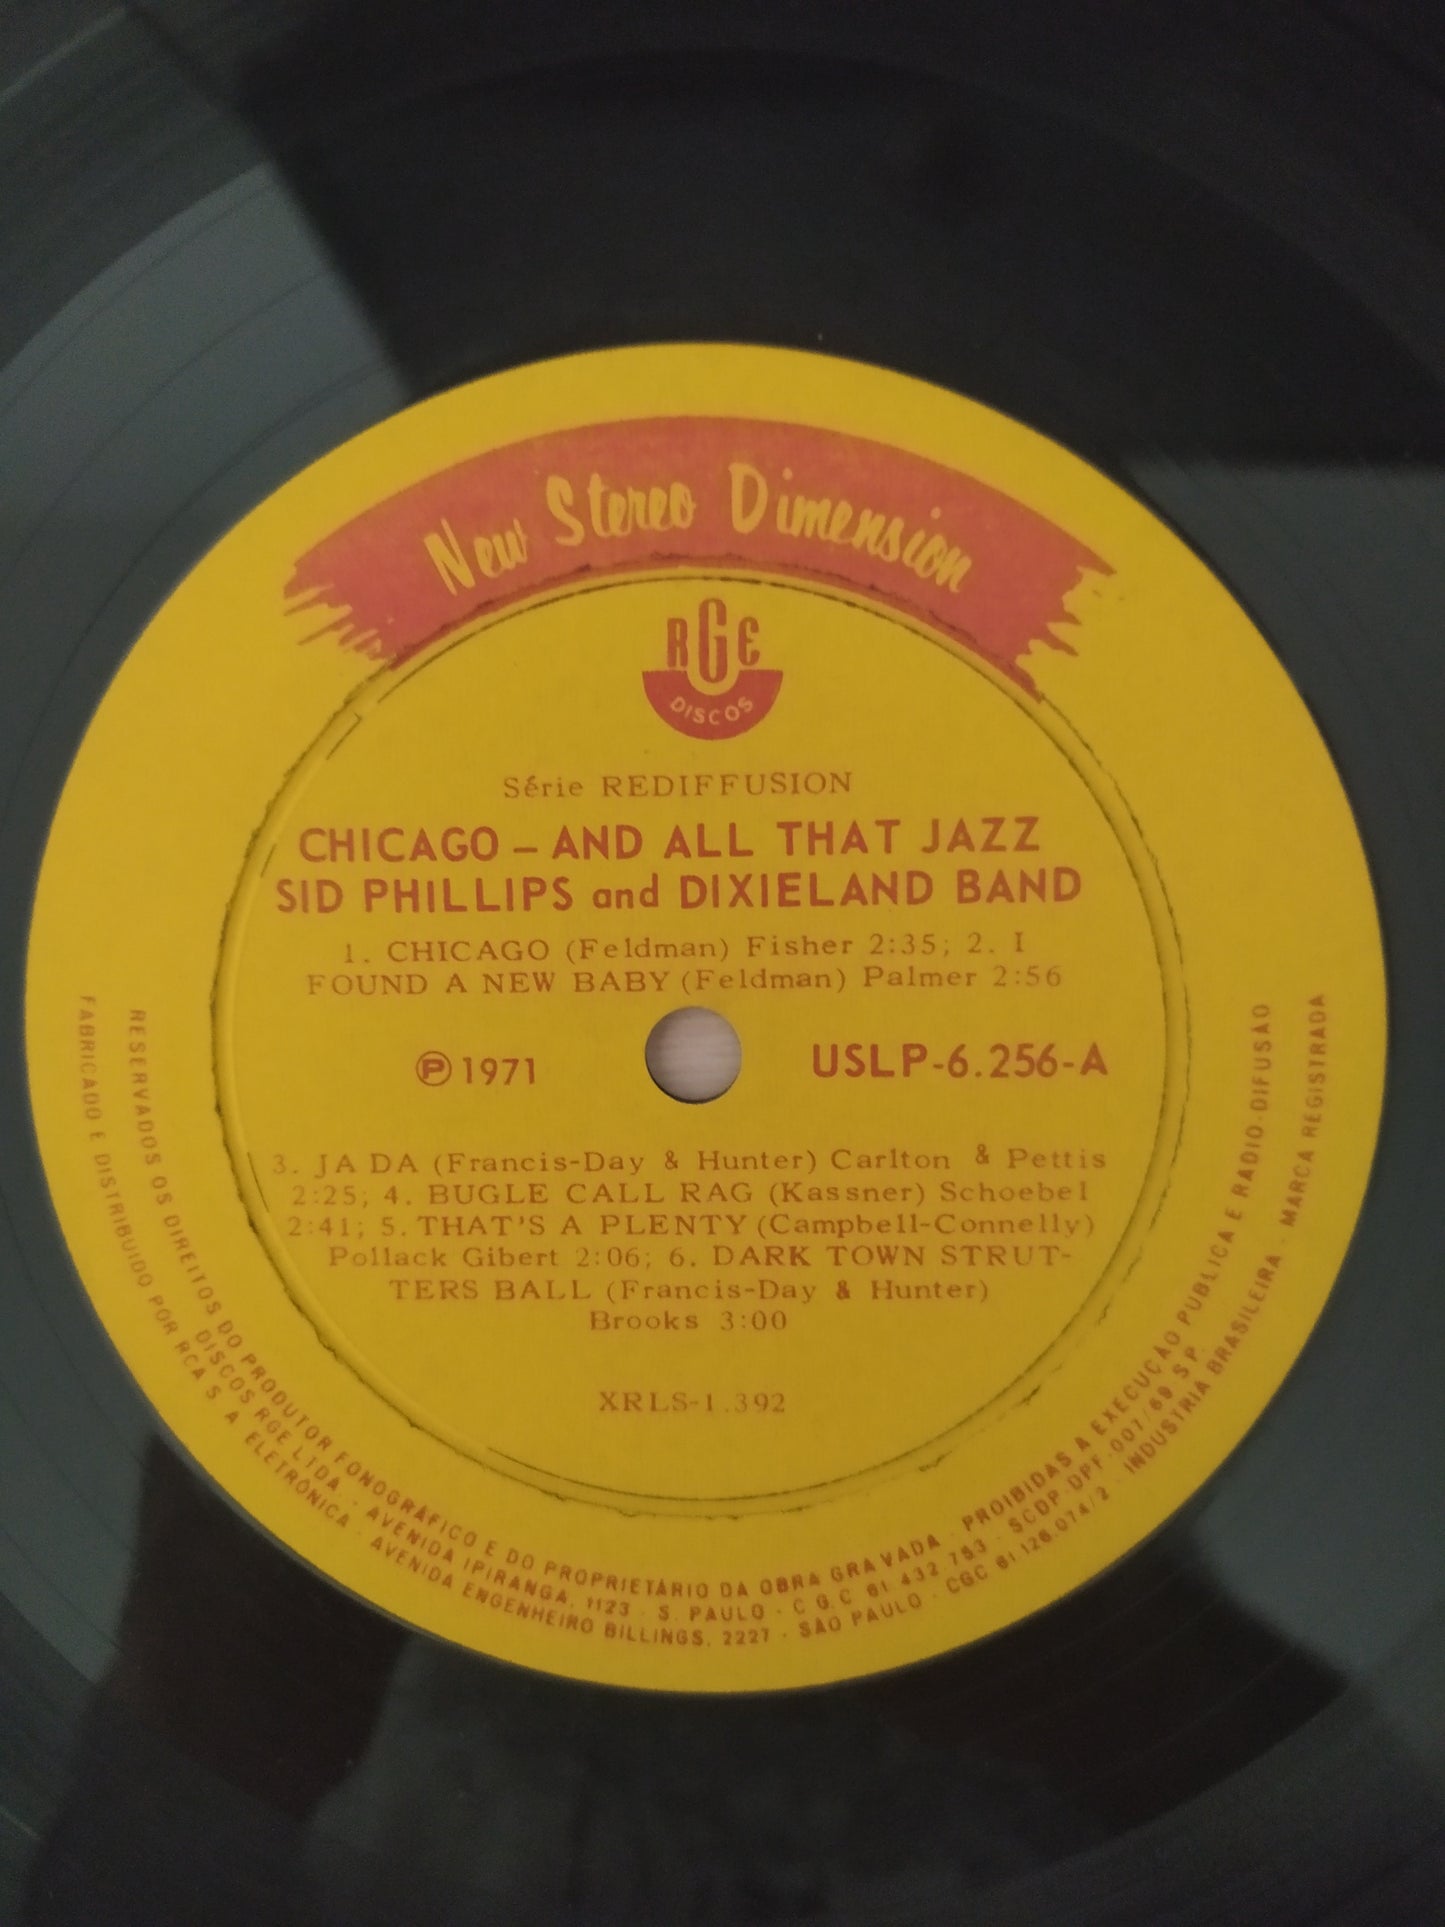 New Stereo Dimension
RGE
DISCOS
Série REDIFFUSION
CHICAGO – AND ALL THAT JAZZ
SID PHILLIPS and DIXIELAND BAND
1. CHICAGO (Feldman) Fisher 2:35; 2. I
FOUND A NEW BABY (Feldman) Palmer 2:56
℗ 1971
USLP-6.256-A
3. JA DA (Francis-Day & Hunter) Carlton & Pettis
2:25; 4. BUGLE CALL RAG (Kassner) Schoebel
2:41; 5. THAT'S A PLENTY (Campbell-Connelly)
Pollack Gibert 2:06; 6. DARK TOWN STRUT-
TERS BALL (Francis-Day & Hunter)
Brooks 3:00
XRLS-1.392
RESERVADOS OS DIREITOS DO PRODUTOR FONOGRÁFICO E DO PROPRIETÁRIO DA OBRA GRAVADA · PROIBIDAS A EXECUÇÃO PÚBLICA E RADIO-DIFUSÃO
DISCOS RGE LTDA. · AVENIDA IPIRANGA, 1123 · S. PAULO · C.G.C. 61.432.753 · SCDP-DPF-007/69 S.P.
FABRICADO E DISTRIBUIDO POR RCA S A ELETRÔNICA · AVENIDA ENGENHEIRO BILLINGS, 2227 · SÃO PAULO · CGC 61.126.074/2 · INDÚSTRIA BRASILEIRA · MARCA REGISTRADA